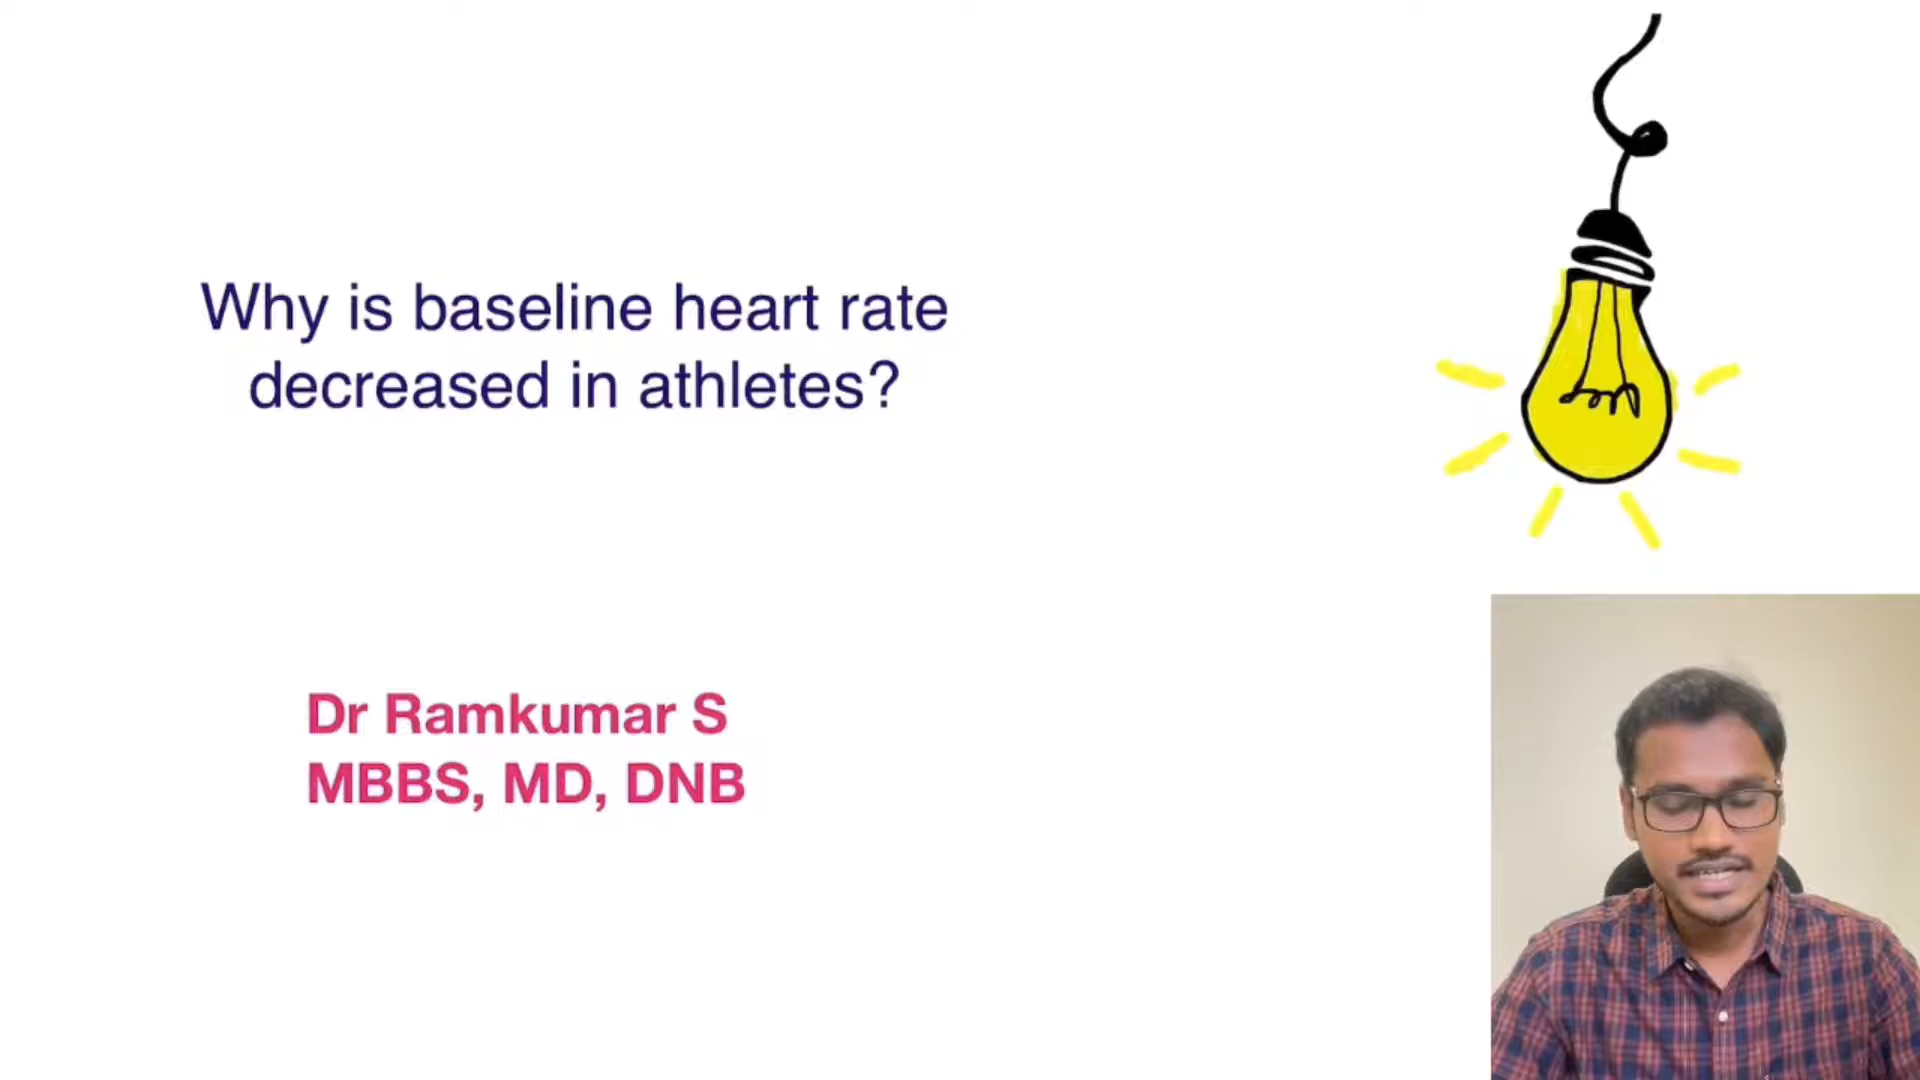 Why is baseline heart rate
decreased in athletes?
Dr Ramkumar S
MBBS, MD, DNB